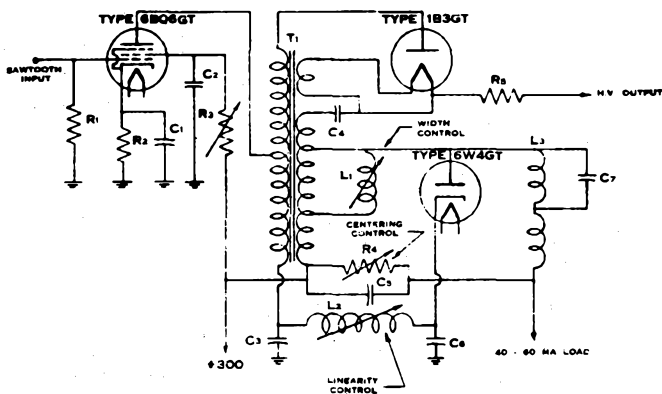 TYPE 6BQ6GT
TYPE 1B3GT
SAWTOOTH
INPUT
T1
C2
R1
R2
C1
R3
C4
R5
H.V OUTPUT
WIDTH
CONTROL
TYPE 6W4GT
L1
L3
C7
CENTERING
CONTROL
R4
C5
L2
C3
C6
+300
40 - 60 MA LOAD
LINEARITY
CONTROL